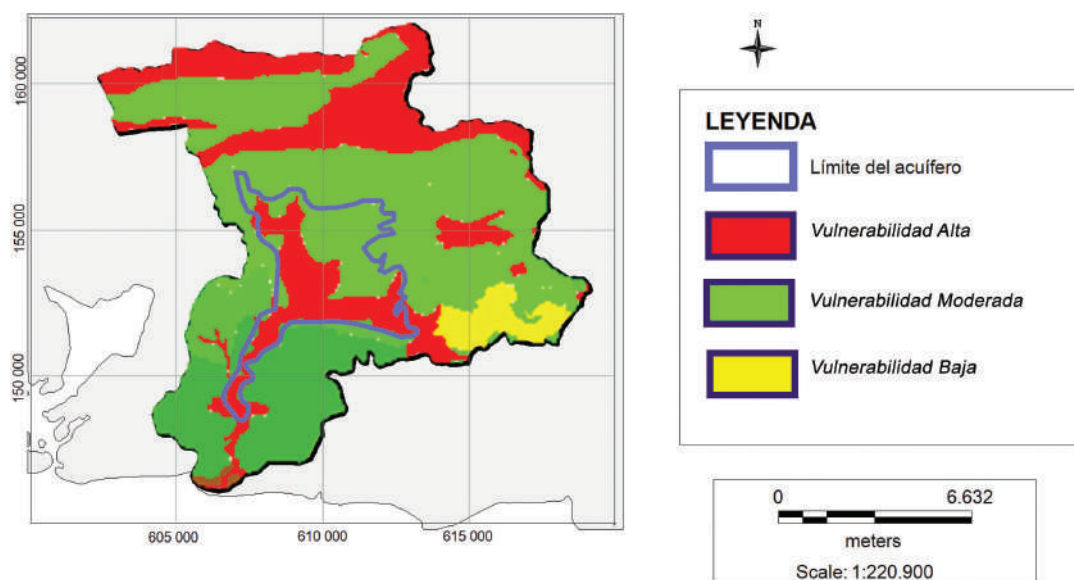 160 000
155 000
150 000
605 000
610 000
615 000
N
LEYENDA
Límite del acuífero
Vulnerabilidad Alta
Vulnerabilidad Moderada
Vulnerabilidad Baja
0 6.632
meters
Scale: 1:220.900